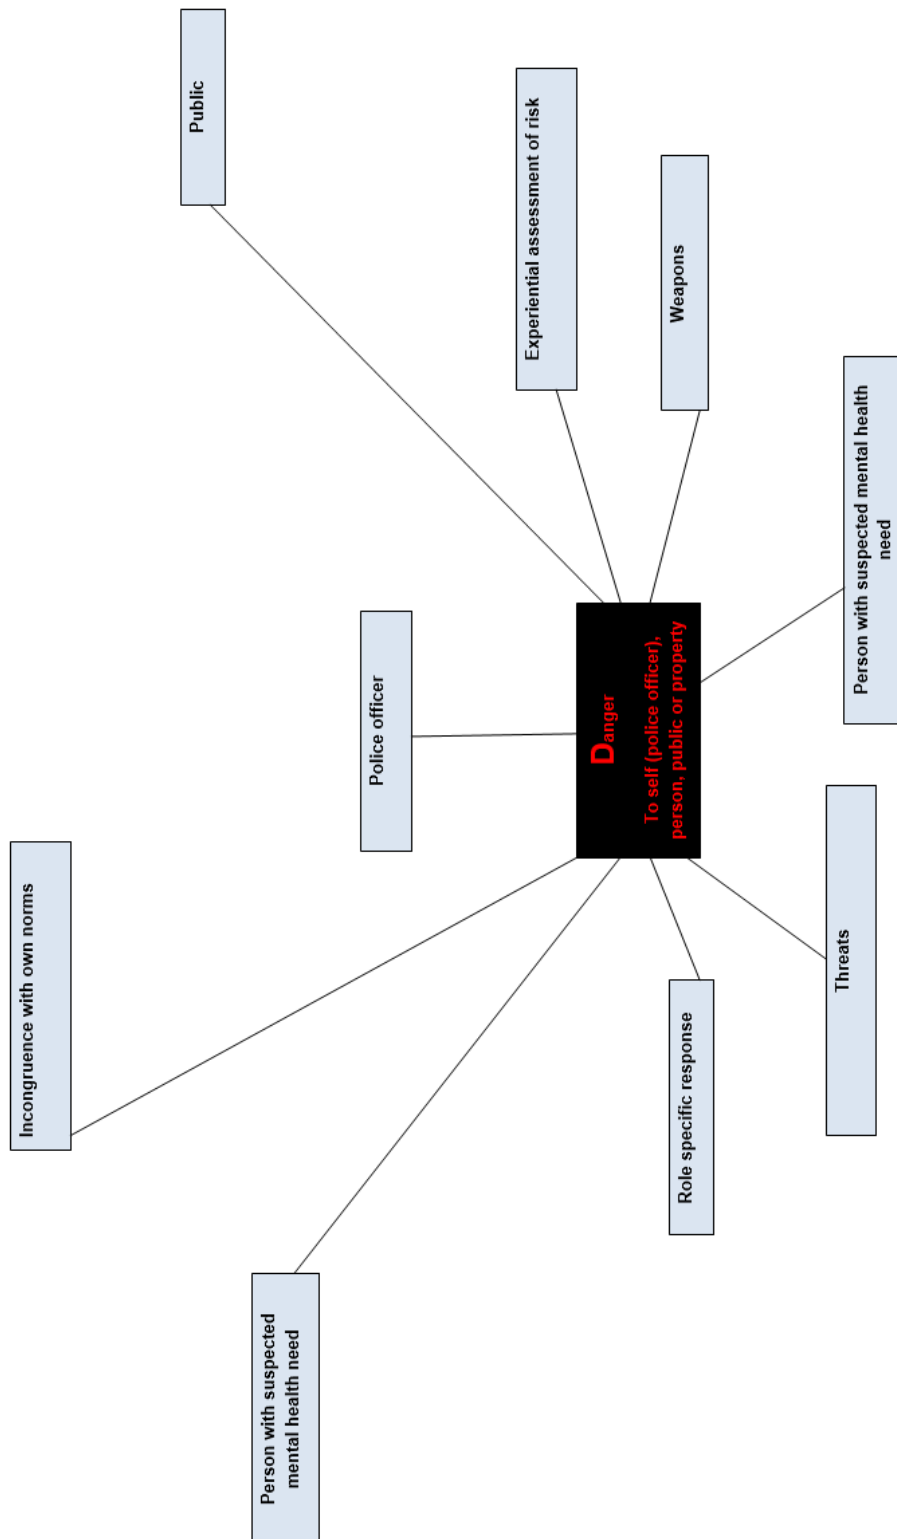 Incongruence with own norms
Public
Person with suspected
mental health need
Police officer
Experiential assessment of risk
Danger
To self (police officer),
person, public or property
Role specific response
Weapons
Threats
Person with suspected mental health
need